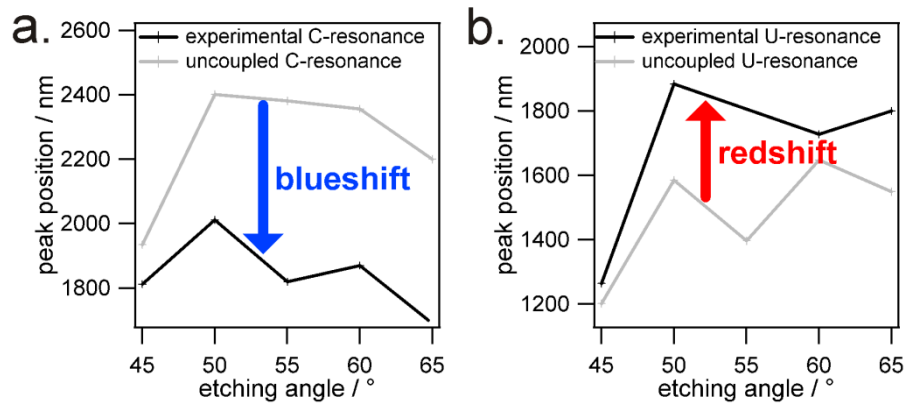 a.
experimental C-resonance
uncoupled C-resonance
blueshift
peak position / nm
2600
2400
2200
2000
1800
45 50 55 60 65
etching angle / °
b.
experimental U-resonance
uncoupled U-resonance
redshift
peak position / nm
2000
1800
1600
1400
1200
45 50 55 60 65
etching angle / °